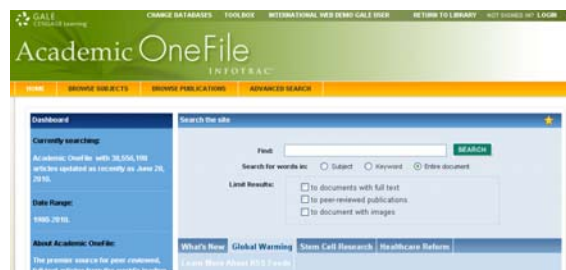 GALE
CENGAGE Learning
CHANGE DATABASES TOOLBOX INTERNATIONAL WEB DEMO GALE USER RETURN TO LIBRARY NOT SIGNED IN? LOGIN
Academic OneFile
INFOTRAC
HOME BROWSE SUBJECTS BROWSE PUBLICATIONS ADVANCED SEARCH
Dashboard
Currently searching:
Academic OneFile with
articles updated as recently as June
2010.
Date Range:
1980-2010.
About Academic OneFile:
The premier source for peer-reviewed,
Search the site
Find: SEARCH
Search for words in: Subject Keyword Entire document
Limit Results:
to documents with full text
to peer-reviewed publications
to document with images
What's New Global Warming Stem Cell Research Healthcare Reform
Learn More About RSS Feeds